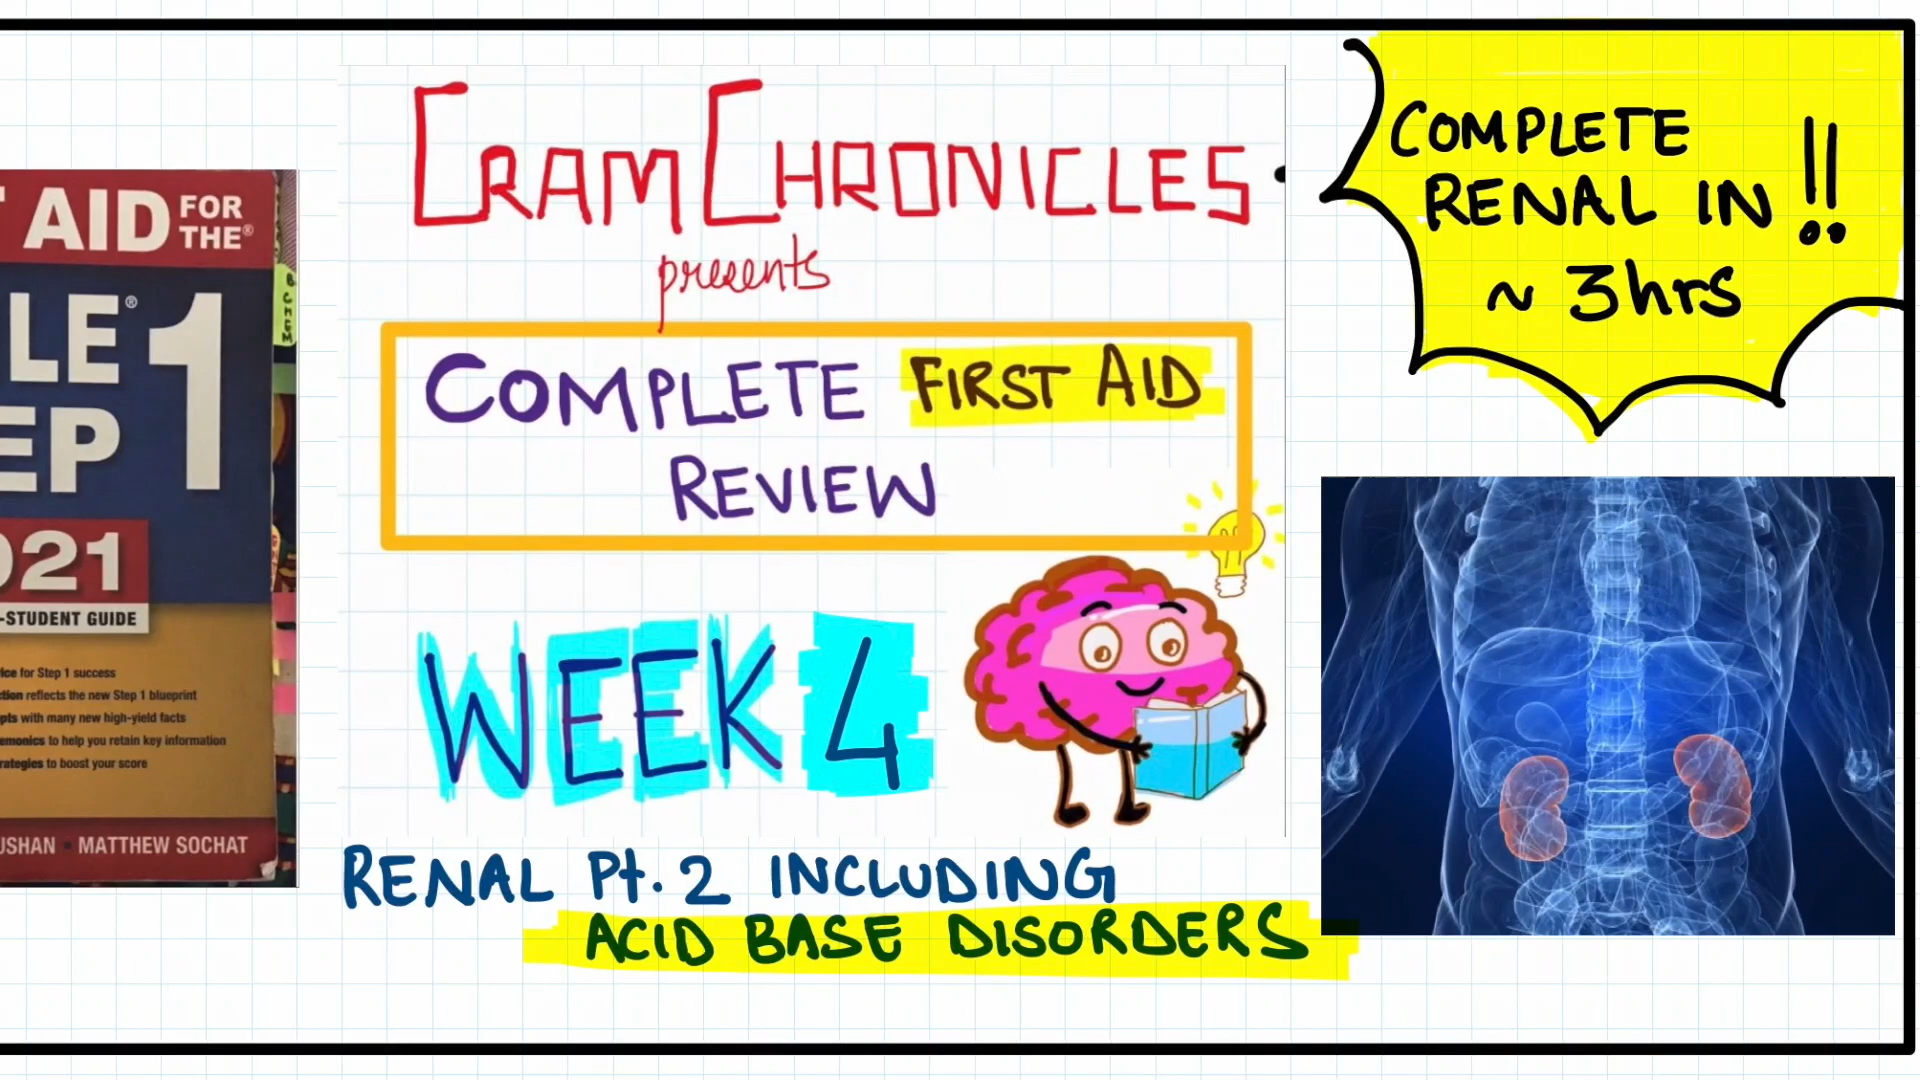 T AID FOR THE®
LE® 1
EP
021
-STUDENT GUIDE
ice for Step 1 success
tion reflects the new Step 1 blueprint
pts with many new high-yield facts
emonics to help you retain key information
rategies to boost your score
USHAN • MATTHEW SOCHAT
B
CHEM
CRAM CHRONICLES
presents
COMPLETE FIRST AID
REVIEW
WEEK 4
RENAL Pt. 2 INCLUDING
ACID BASE DISORDERS
COMPLETE
RENAL IN !!
~ 3hrs